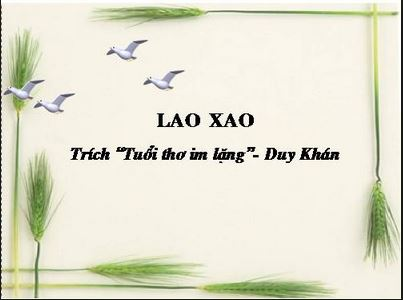 LAO XAO
Trích “Tuổi thơ im lặng”- Duy Khán